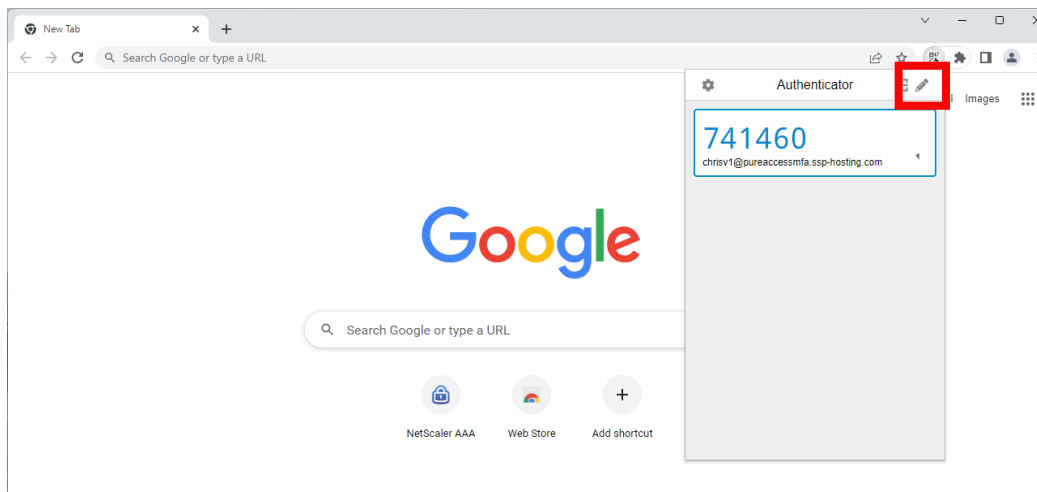 New Tab
Search Google or type a URL
Authenticator
Images
741460
chrisv1@pureaccessmfa.ssp-hosting.com
Google
Search Google or type a URL
NetScaler AAA
Web Store
Add shortcut